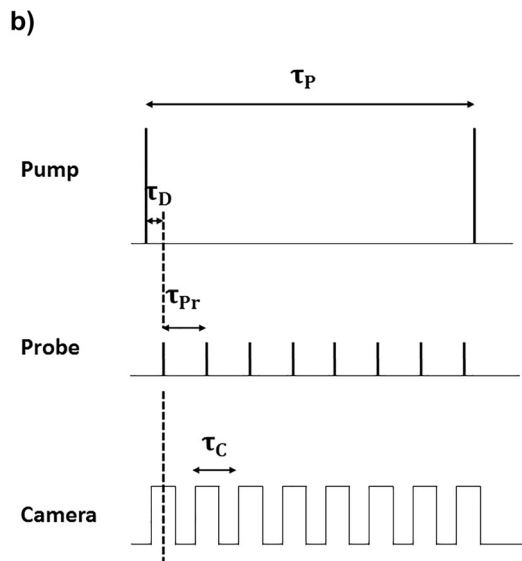 b)
τP
Pump
τD
τPr
Probe
τC
Camera